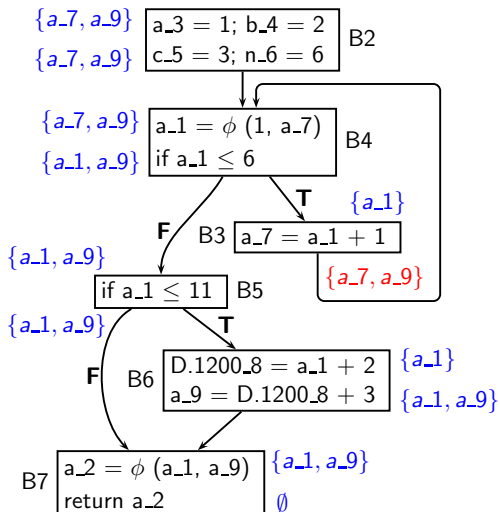 {a_7, a_9}
a_3 = 1; b_4 = 2
B2
{a_7, a_9}
c_5 = 3; n_6 = 6
{a_7, a_9}
a_1 = ϕ (1, a_7)
B4
{a_1, a_9}
if a_1 ≤ 6
T
{a_1}
F
B3
a_7 = a_1 + 1
{a_1, a_9}
{a_7, a_9}
if a_1 ≤ 11
B5
{a_1, a_9}
T
F
B6
D.1200_8 = a_1 + 2
{a_1}
a_9 = D.1200_8 + 3
{a_1, a_9}
B7
a_2 = ϕ (a_1, a_9)
{a_1, a_9}
return a_2
∅